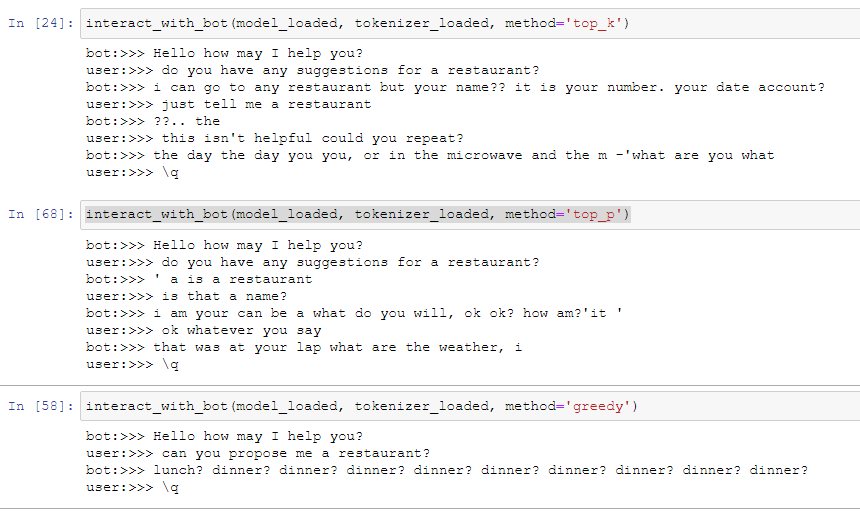 In [24]: interact_with_bot(model_loaded, tokenizer_loaded, method='top_k')
bot:>>> Hello how may I help you?
user:>>> do you have any suggestions for a restaurant?
bot:>>> i can go to any restaurant but your name?? it is your number. your date account?
user:>>> just tell me a restaurant
bot:>>> ??.. the
user:>>> this isn't helpful could you repeat?
bot:>>> the day the day you you, or in the microwave and the m -'what are you what
user:>>> \q
In [68]: interact_with_bot(model_loaded, tokenizer_loaded, method='top_p')
bot:>>> Hello how may I help you?
user:>>> do you have any suggestions for a restaurant?
bot:>>> ' a is a restaurant
user:>>> is that a name?
bot:>>> i am your can be a what do you will, ok ok? how am?'it '
user:>>> ok whatever you say
bot:>>> that was at your lap what are the weather, i
user:>>> \q
In [58]: interact_with_bot(model_loaded, tokenizer_loaded, method='greedy')
bot:>>> Hello how may I help you?
user:>>> can you propose me a restaurant?
bot:>>> lunch? dinner? dinner? dinner? dinner? dinner? dinner? dinner? dinner? dinner?
user:>>> \q